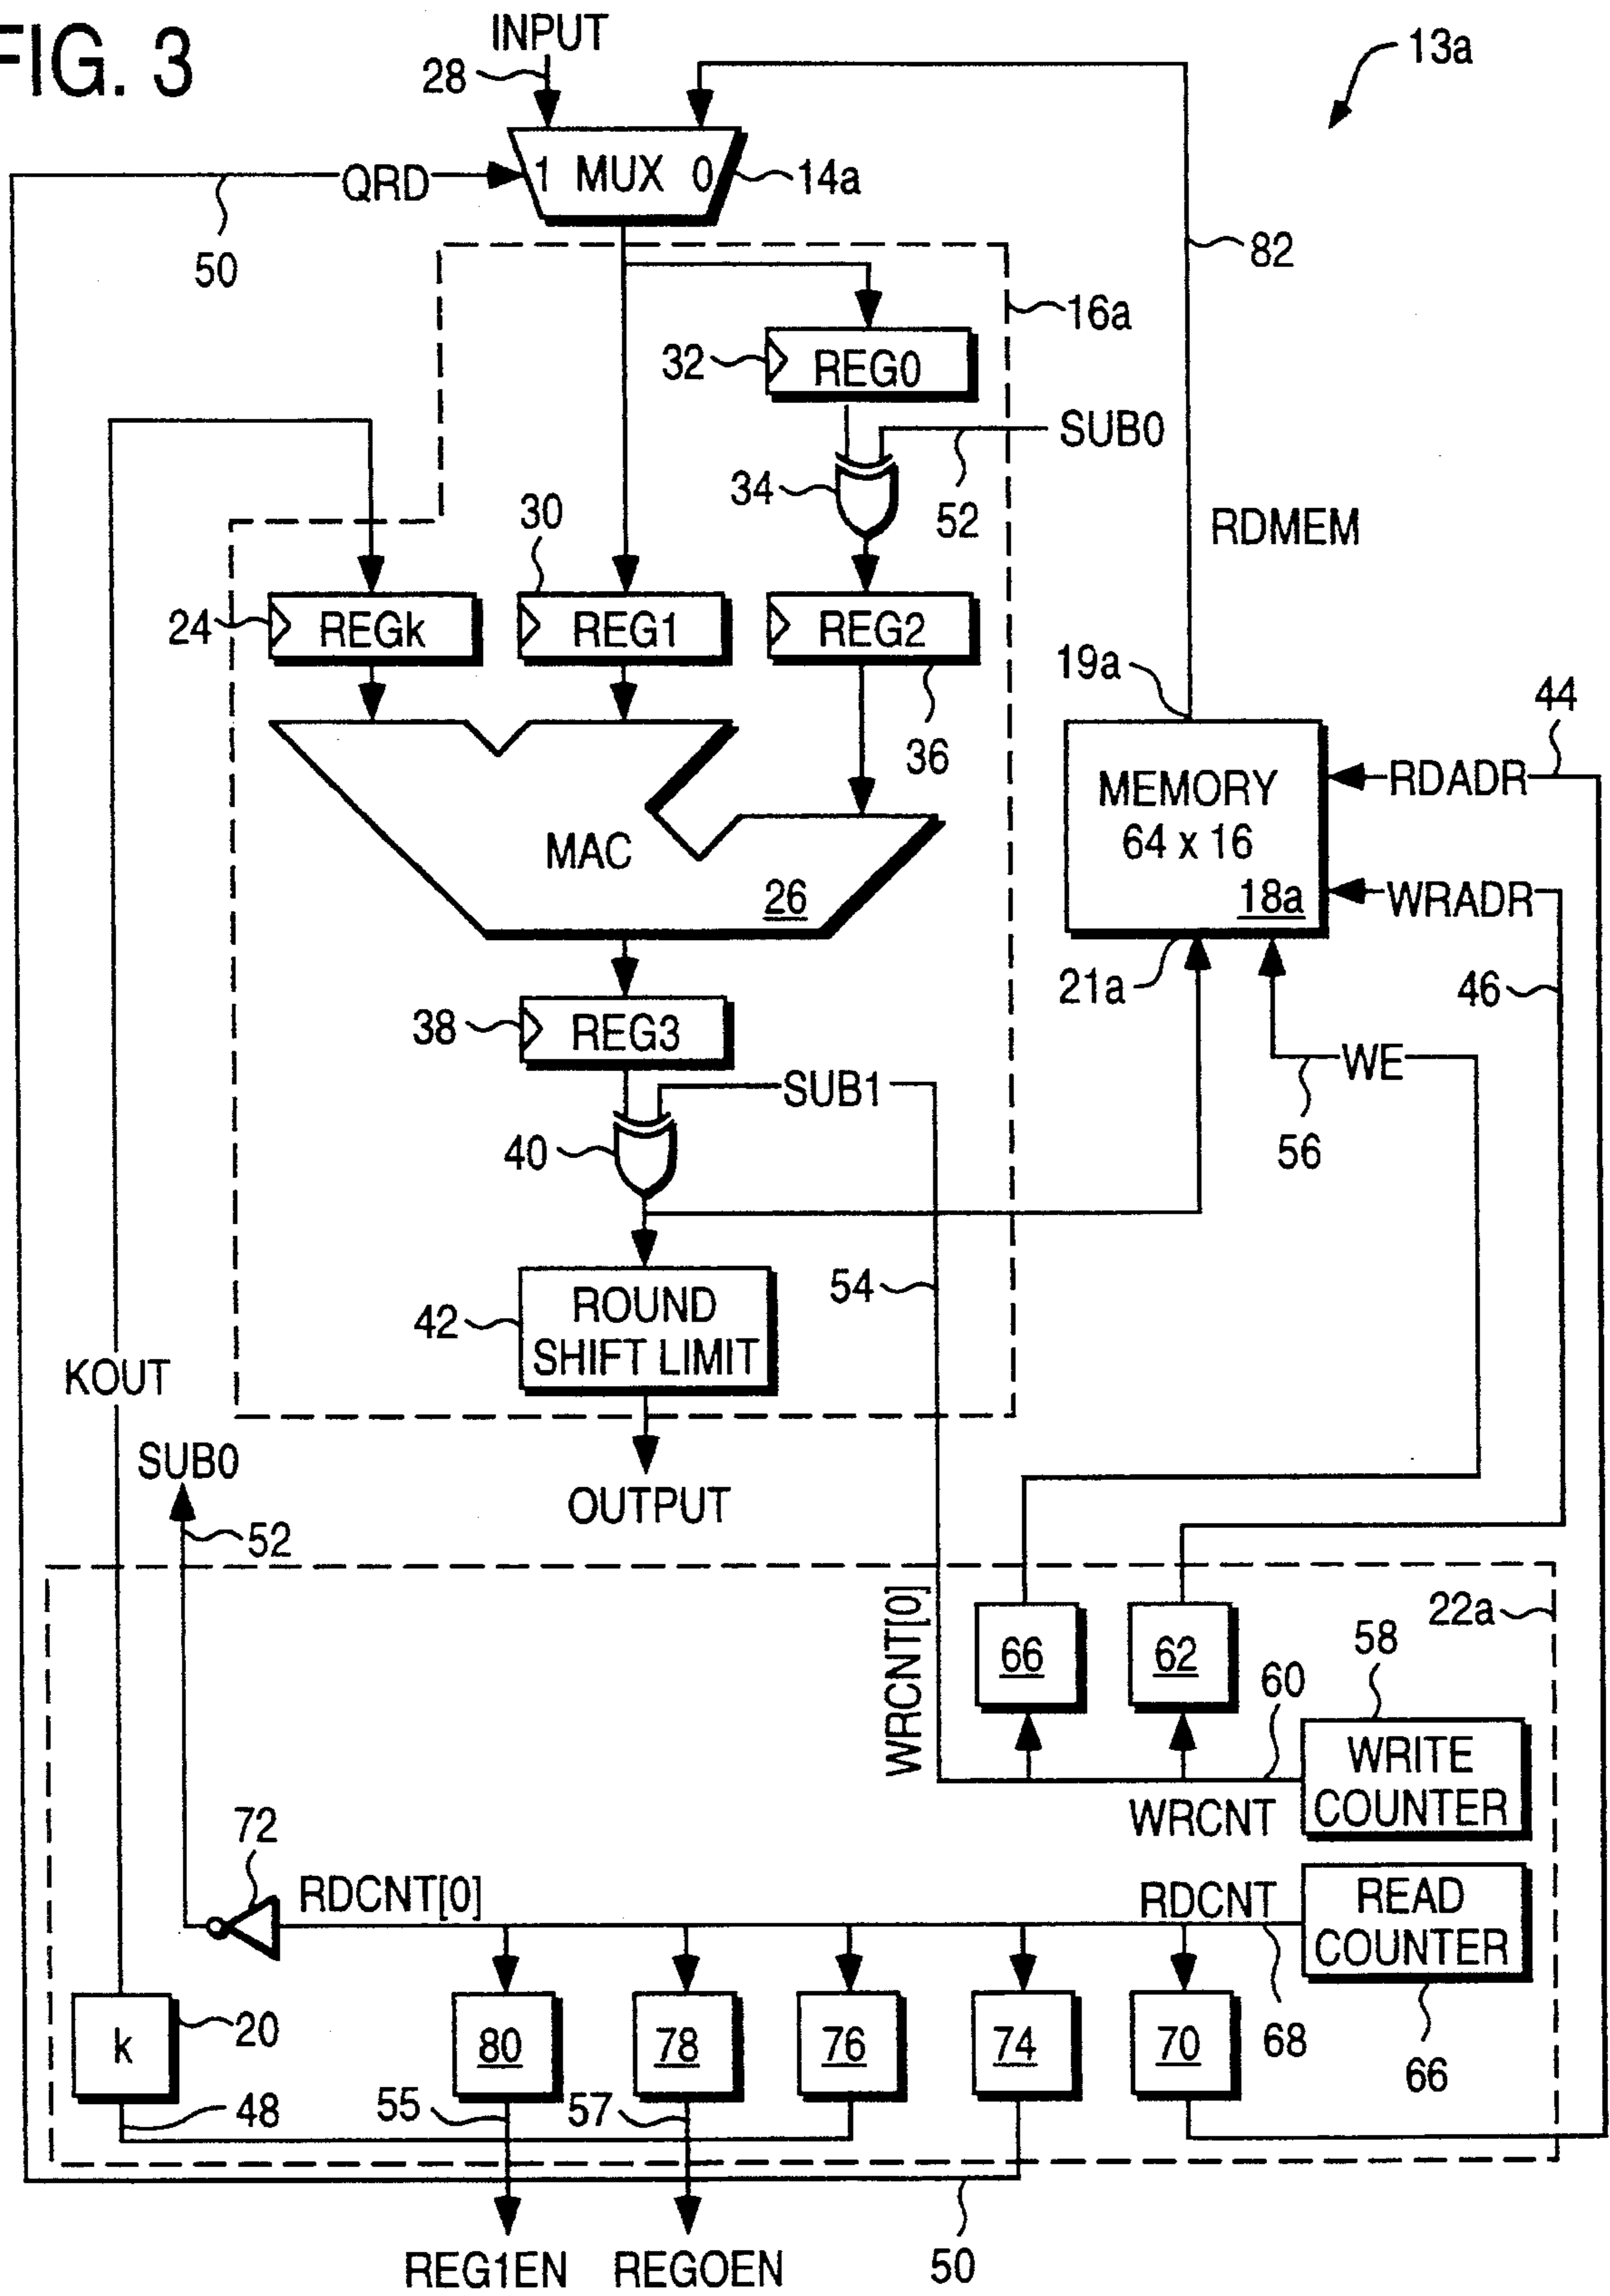 FIG. 3
INPUT
28
13a
QRD
1 MUX 0
14a
50
82
16a
32
REG0
SUB0
34
52
30
RDMEM
24
REGk
REG1
REG2
19a
44
36
RDADR
MEMORY
64 x 16
18a
MAC
26
WRADR
21a
46
38
REG3
SUB1
WE
40
56
54
42
ROUND
SHIFT LIMIT
KOUT
SUB0
OUTPUT
52
22a
WRCNT[0]
66
62
58
60
WRITE
COUNTER
WRCNT
72
RDCNT[0]
RDCNT
READ
COUNTER
k
20
80
78
76
74
70
68
66
48
55
57
REG1EN
REGOEN
50